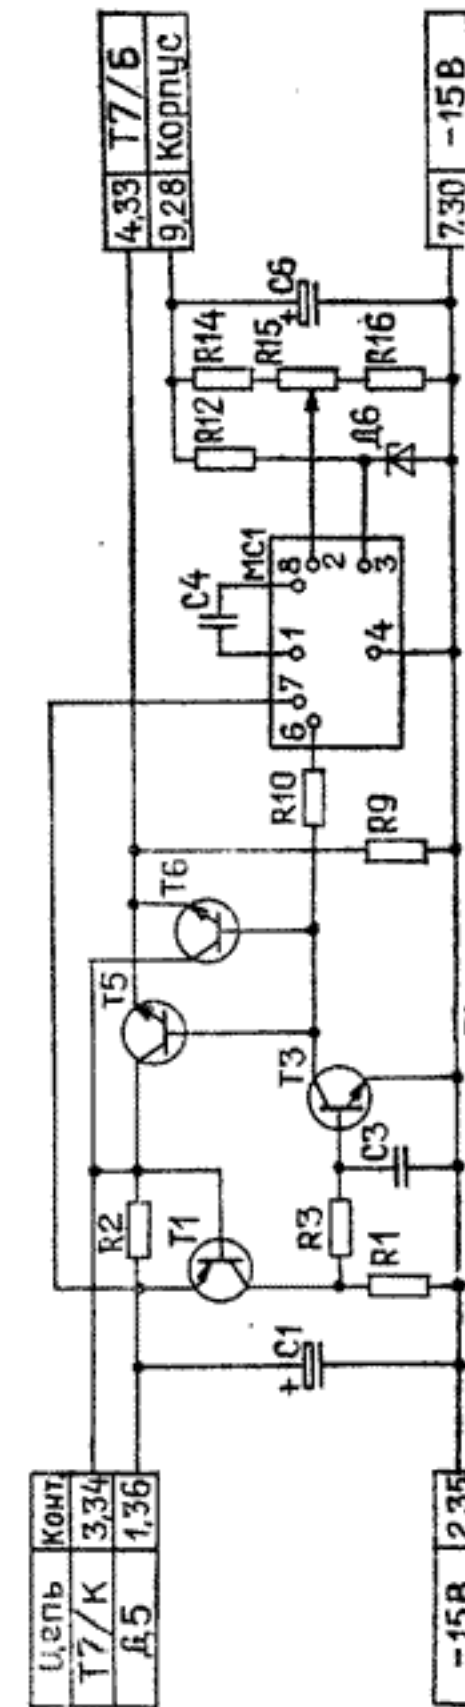 Цепь Конт.
Т7/К 3,34
Д5 1,36
-15В 2,35
C1
R2
T1
R3
R1
C3
T3
T5
T6
R10
R9
C4
MC1
7 1 8
6 2
4 3
R12
R14
R15
R16
Д6
C6
4,33 Т7/Б
9,28 Корпус
7,30 -15В